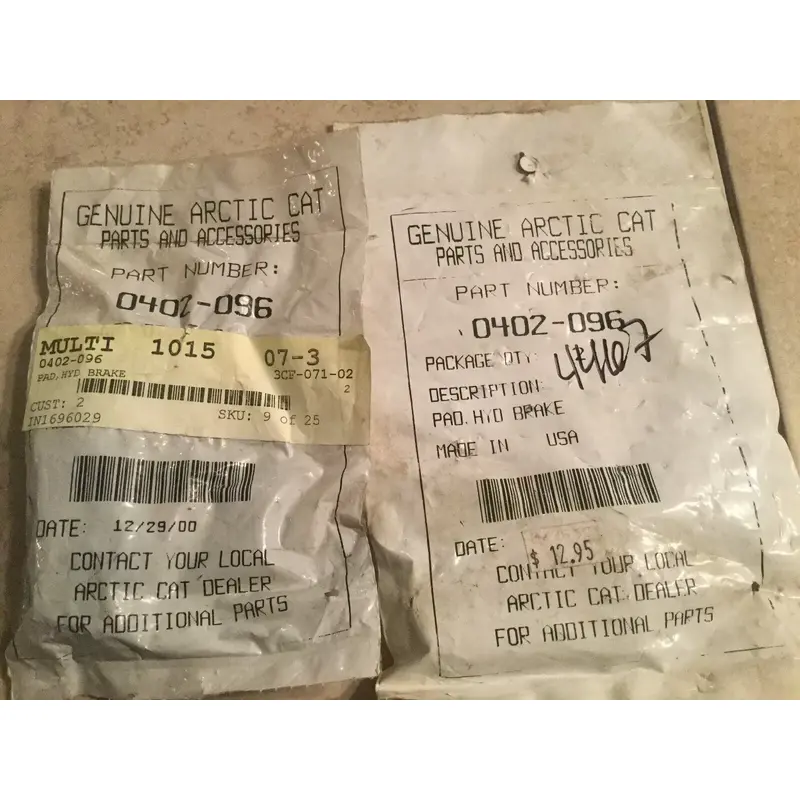 GENUINE ARCTIC CAT
PARTS AND ACCESSORIES
PART NUMBER:
0402-096
MULTI 1015 07-3
0402-096 3CF-071-02
PAD, HYD BRAKE 2
CUST: 2
SKU: 9 of 25
IN1696029
DATE: 12/29/00
CONTACT YOUR LOCAL
ARCTIC CAT DEALER
FOR ADDITIONAL PARTS
GENUINE ARCTIC CAT
PARTS AND ACCESSORIES
PART NUMBER:
0402-096
PACKAGE QTY:
DESCRIPTION:
PAD, HYD BRAKE
MADE IN USA
DATE:
$ 12.95
CONTACT YOUR LOCAL
ARCTIC CAT DEALER
FOR ADDITIONAL PARTS